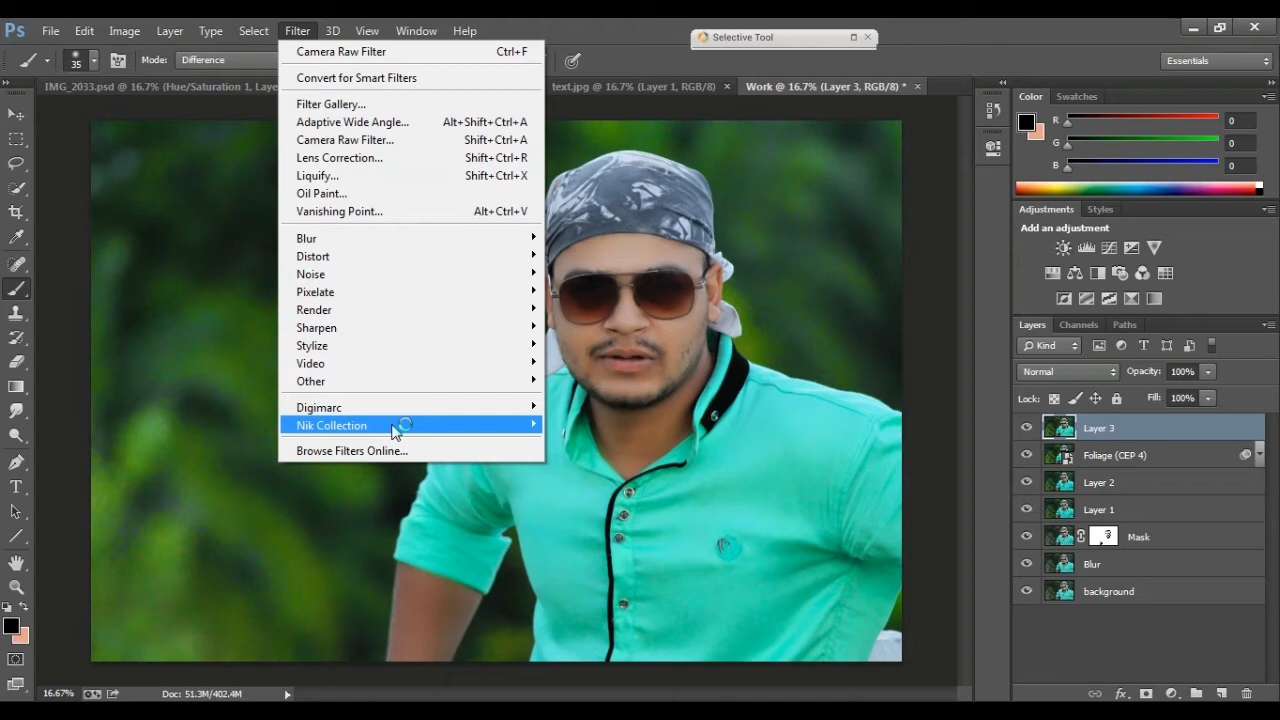 Ps File Edit Image Layer Type Select Filter 3D View Window Help
Selective Tool
35 Mode: Difference Essentials
IMG_2033.psd @ 16.7% (Hue/Saturation 1, Laye text.jpg @ 16.7% (Layer 1, RGB/8) × Work @ 16.7% (Layer 3, RGB/8) * ×
Camera Raw Filter Ctrl+F
Convert for Smart Filters
Filter Gallery...
Adaptive Wide Angle... Alt+Shift+Ctrl+A
Camera Raw Filter... Shift+Ctrl+A
Lens Correction... Shift+Ctrl+R
Liquify... Shift+Ctrl+X
Oil Paint...
Vanishing Point... Alt+Ctrl+V
Blur
Distort
Noise
Pixelate
Render
Sharpen
Stylize
Video
Other
Digimarc
Nik Collection
Browse Filters Online...
Color Swatches
R 0
G 0
B 0
Adjustments Styles
Add an adjustment
Layers Channels Paths
Kind
Normal Opacity: 100%
Lock: Fill: 100%
Layer 3
Foliage (CEP 4)
Layer 2
Layer 1
Mask
Blur
background
16.67% Doc: 51.3M/402.4M